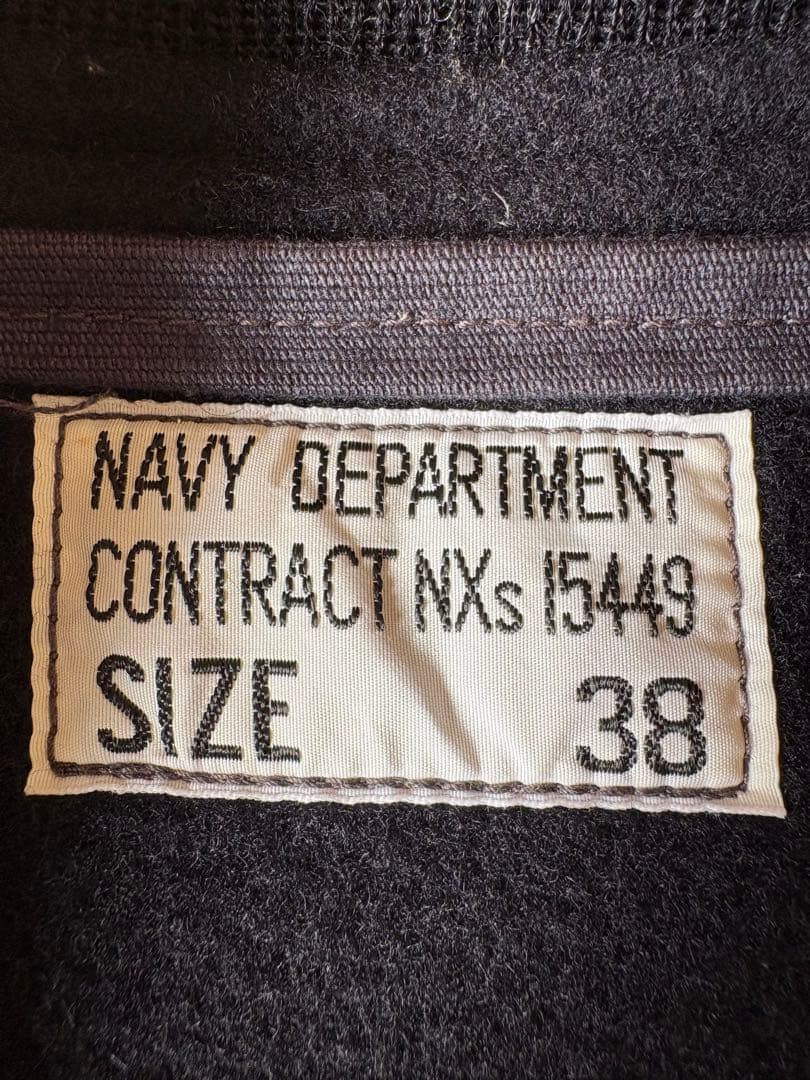 NAVY DEPARTMENT
CONTRACT NXs 15449
SIZE 38